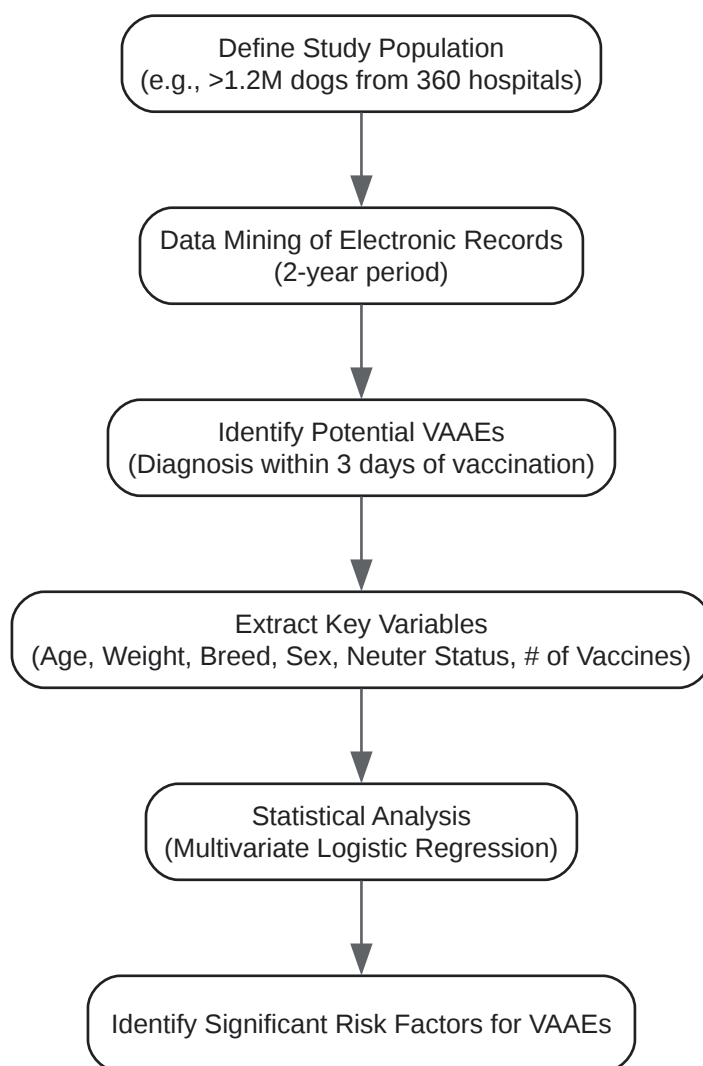 Define Study Population
(e.g., >1.2M dogs from 360 hospitals)
Data Mining of Electronic Records
(2-year period)
Identify Potential VAAEs
(Diagnosis within 3 days of vaccination)
Extract Key Variables
(Age, Weight, Breed, Sex, Neuter Status, # of Vaccines)
Statistical Analysis
(Multivariate Logistic Regression)
Identify Significant Risk Factors for VAAEs